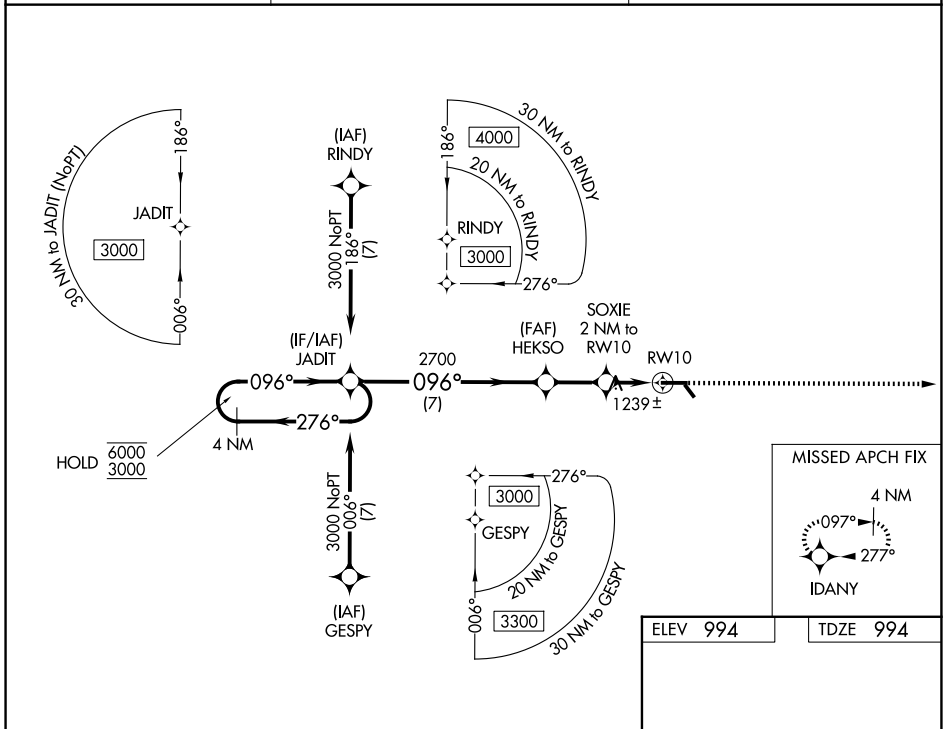 30 NM to JADIT (NoPT)
186°
JADIT
3000
006°
(IAF)
RINDY
3000 NoPT
186°
(7)
30 NM to RINDY
4000
186°
20 NM to RINDY
RINDY
3000
276°
(IF/IAF)
JADIT
096°
276°
4 NM
HOLD
6000
3000
2700
096°
(7)
(FAF)
HEKSO
SOXIE
2 NM to
RW10
RW10
1239 ±
3000 NoPT
006°
(7)
(IAF)
GESPY
276°
3000
GESPY
20 NM to GESPY
006°
3300
30 NM to GESPY
MISSED APCH FIX
4 NM
097°
277°
IDANY
ELEV 994
TDZE 994